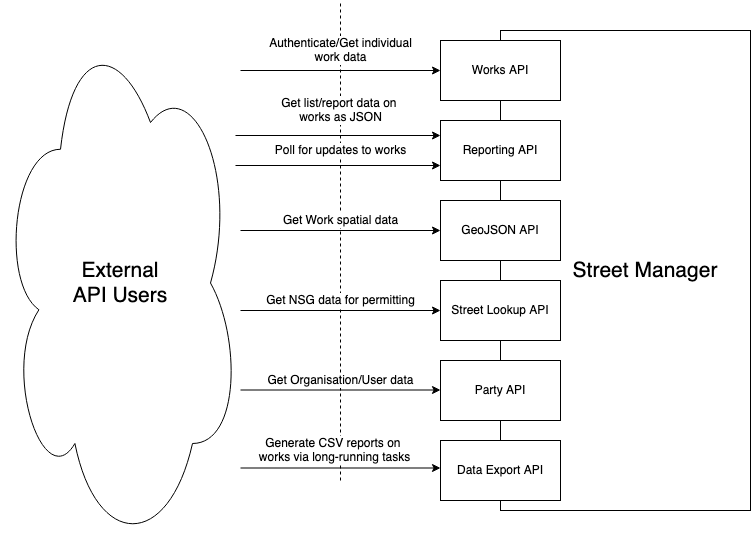 Authenticate/Get individual
work data
Works API
Get list/report data on
works as JSON
Poll for updates to works
Reporting API
Get Work spatial data
GeoJSON API
External
API Users
Street Manager
Get NSG data for permitting
Street Lookup API
Get Organisation/User data
Party API
Generate CSV reports on
works via long-running tasks
Data Export API